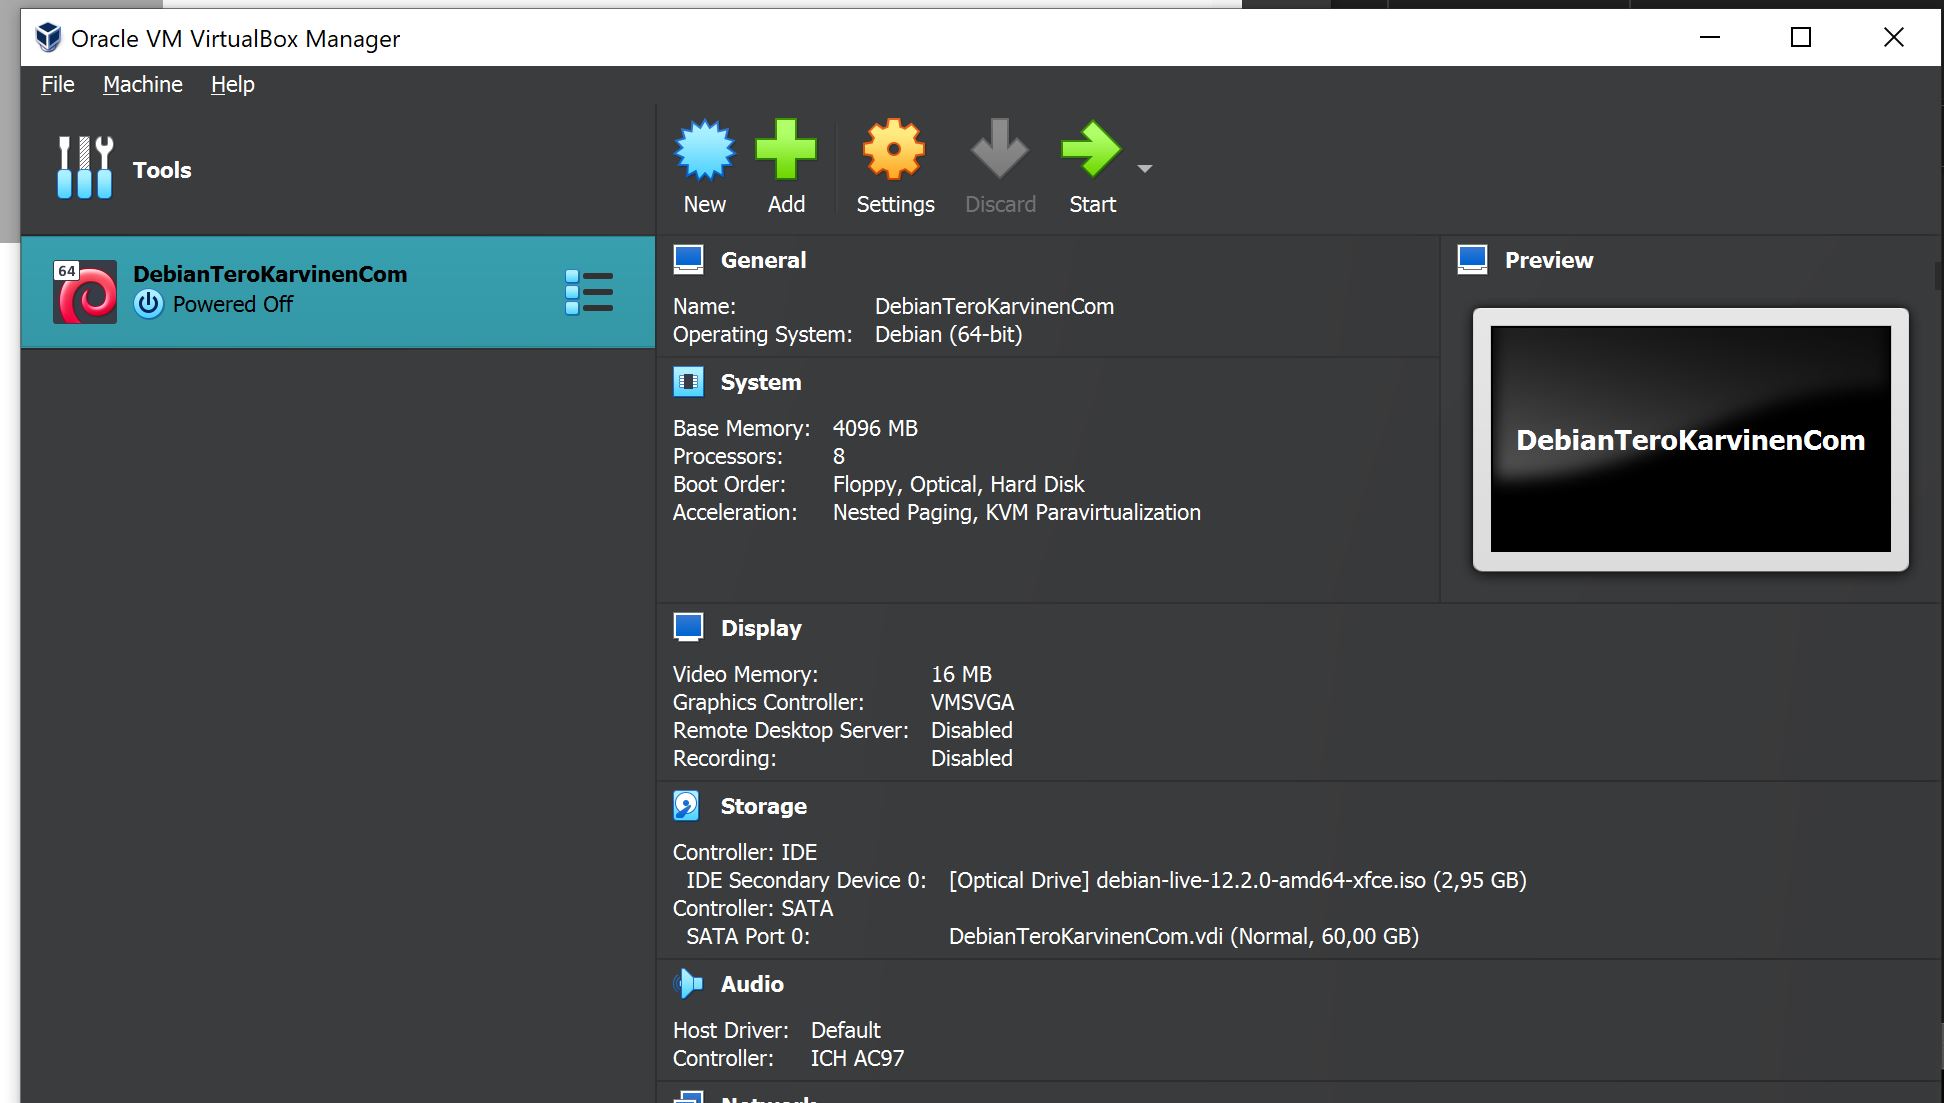 Oracle VM VirtualBox Manager
File Machine Help
Tools
New Add Settings Discard Start
64
DebianTeroKarvinenCom
Powered Off
General
Name: DebianTeroKarvinenCom
Operating System: Debian (64-bit)
Preview
DebianTeroKarvinenCom
System
Base Memory: 4096 MB
Processors: 8
Boot Order: Floppy, Optical, Hard Disk
Acceleration: Nested Paging, KVM Paravirtualization
Display
Video Memory: 16 MB
Graphics Controller: VMSVGA
Remote Desktop Server: Disabled
Recording: Disabled
Storage
Controller: IDE
IDE Secondary Device 0: [Optical Drive] debian-live-12.2.0-amd64-xfce.iso (2,95 GB)
Controller: SATA
SATA Port 0: DebianTeroKarvinenCom.vdi (Normal, 60,00 GB)
Audio
Host Driver: Default
Controller: ICH AC97
Network